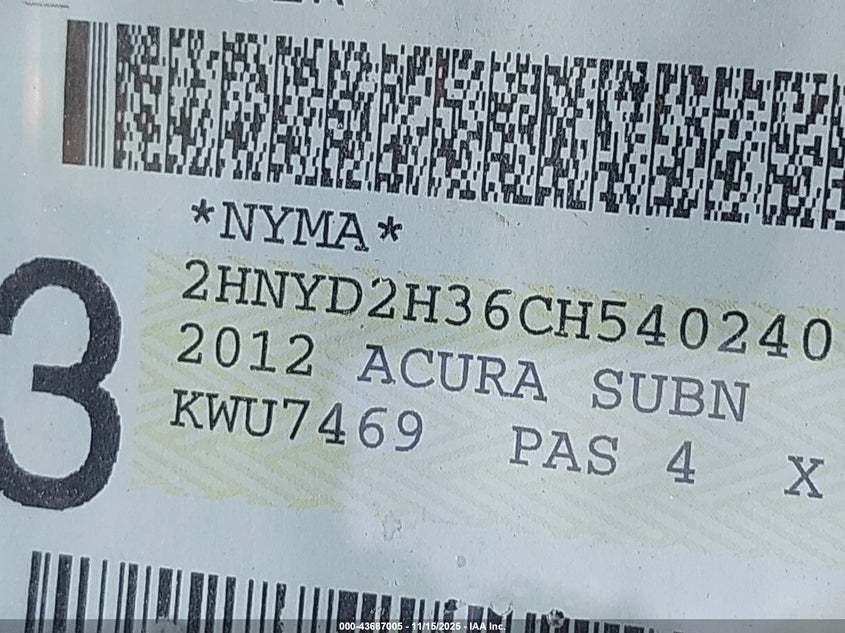 *NYMA*
2HNYD2H36CH540240
2012 ACURA SUBN
3
KWU7469 PAS 4 X
000-43687005 - 11/15/2025 - IAA Inc.